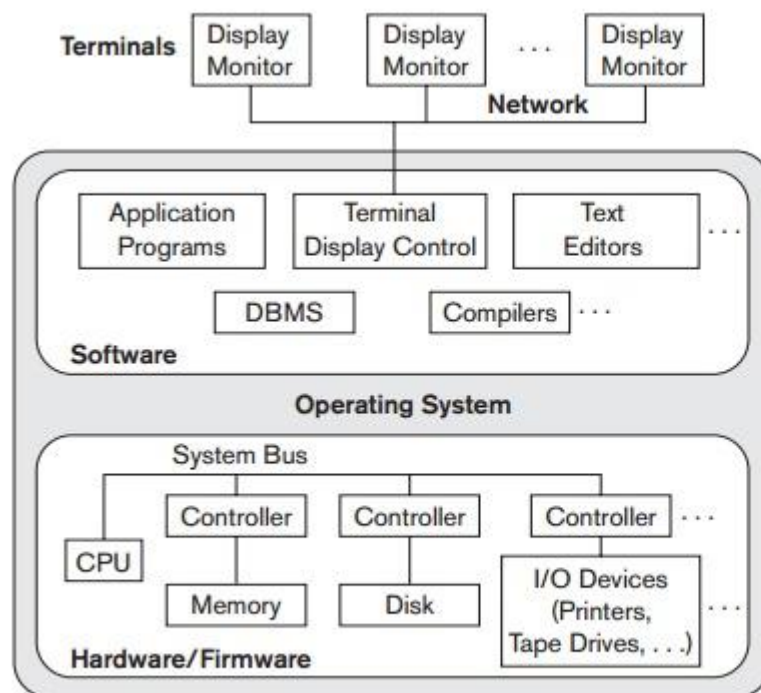 Terminals
Display
Monitor
Display
Monitor
. . .
Display
Monitor
Network
Application
Programs
Terminal
Display Control
Text
Editors
. . .
DBMS
Compilers
. . .
Software
Operating System
System Bus
Controller
Controller
Controller
. . .
CPU
Memory
Disk
I/O Devices
(Printers,
Tape Drives, . . .)
. . .
Hardware/Firmware